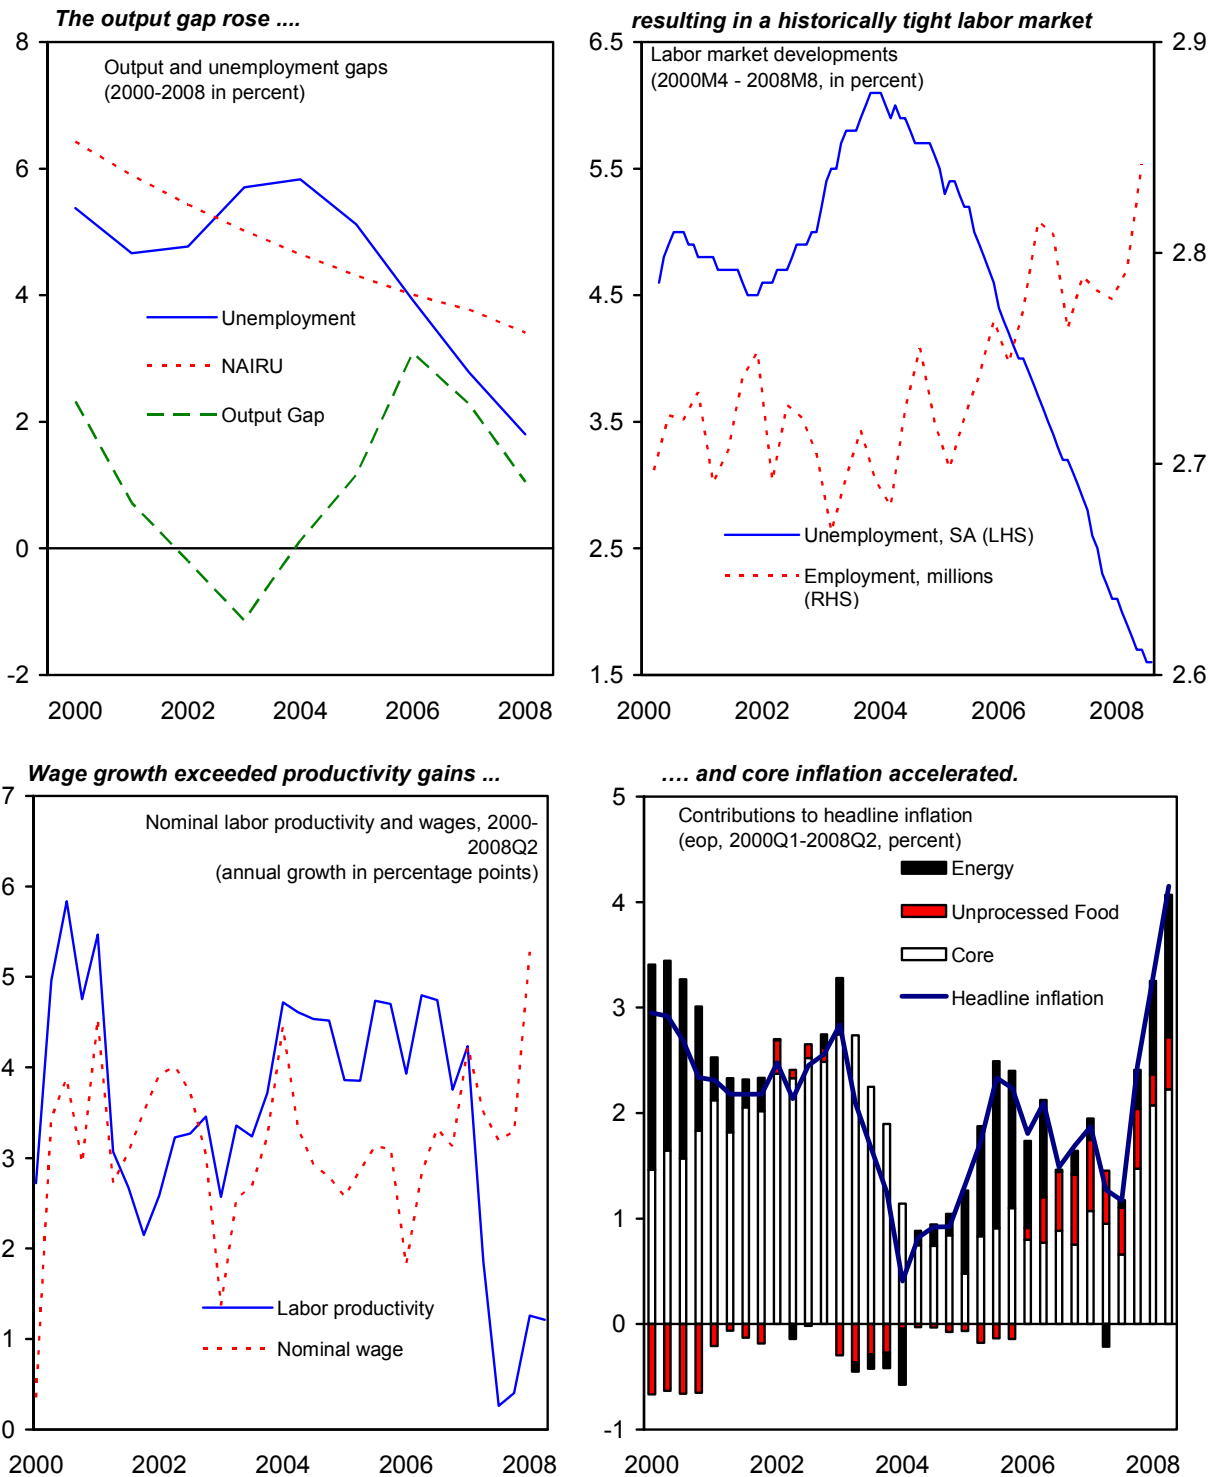 The output gap rose ....
8
6
4
2
0
-2
Output and unemployment gaps
(2000-2008 in percent)
Unemployment
NAIRU
Output Gap
2000 2002 2004 2006 2008
resulting in a historically tight labor market
6.5
5.5
4.5
3.5
2.5
1.5
Labor market developments
(2000M4 - 2008M8, in percent)
2.9
2.8
2.7
2.6
Unemployment, SA (LHS)
Employment, millions
(RHS)
2000 2002 2004 2006 2008
Wage growth exceeded productivity gains ...
7
6
5
4
3
2
1
0
Nominal labor productivity and wages, 2000-
2008Q2
(annual growth in percentage points)
Labor productivity
Nominal wage
2000 2002 2004 2006 2008
.... and core inflation accelerated.
5
4
3
2
1
0
-1
Contributions to headline inflation
(eop, 2000Q1-2008Q2, percent)
Energy
Unprocessed Food
Core
Headline inflation
2000 2002 2004 2006 2008